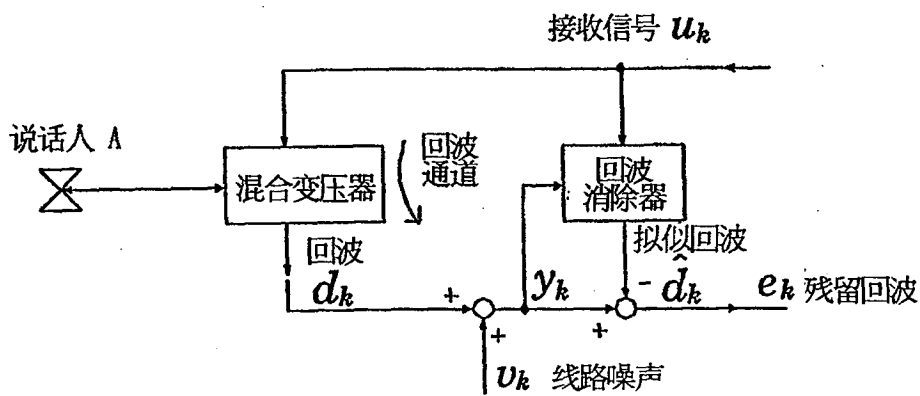 接收信号 uk
说话人 A
混合变压器
回波
通道
回波
消除器
回波
拟似回波
dk
+
yk
-
d̂k
ek 残留回波
+
+
vk 线路噪声